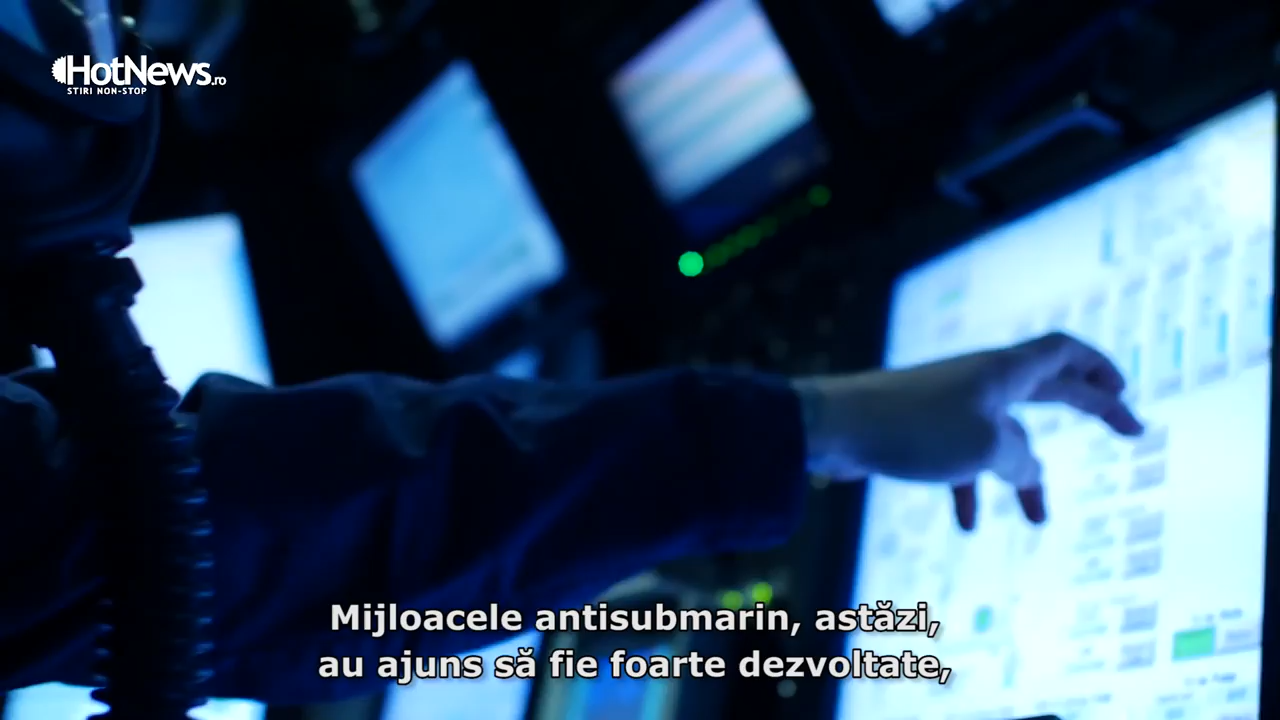 HotNews.ro
STIRI NON-STOP
Mijloacele antisubmarin, astăzi,
au ajuns să fie foarte dezvoltate,